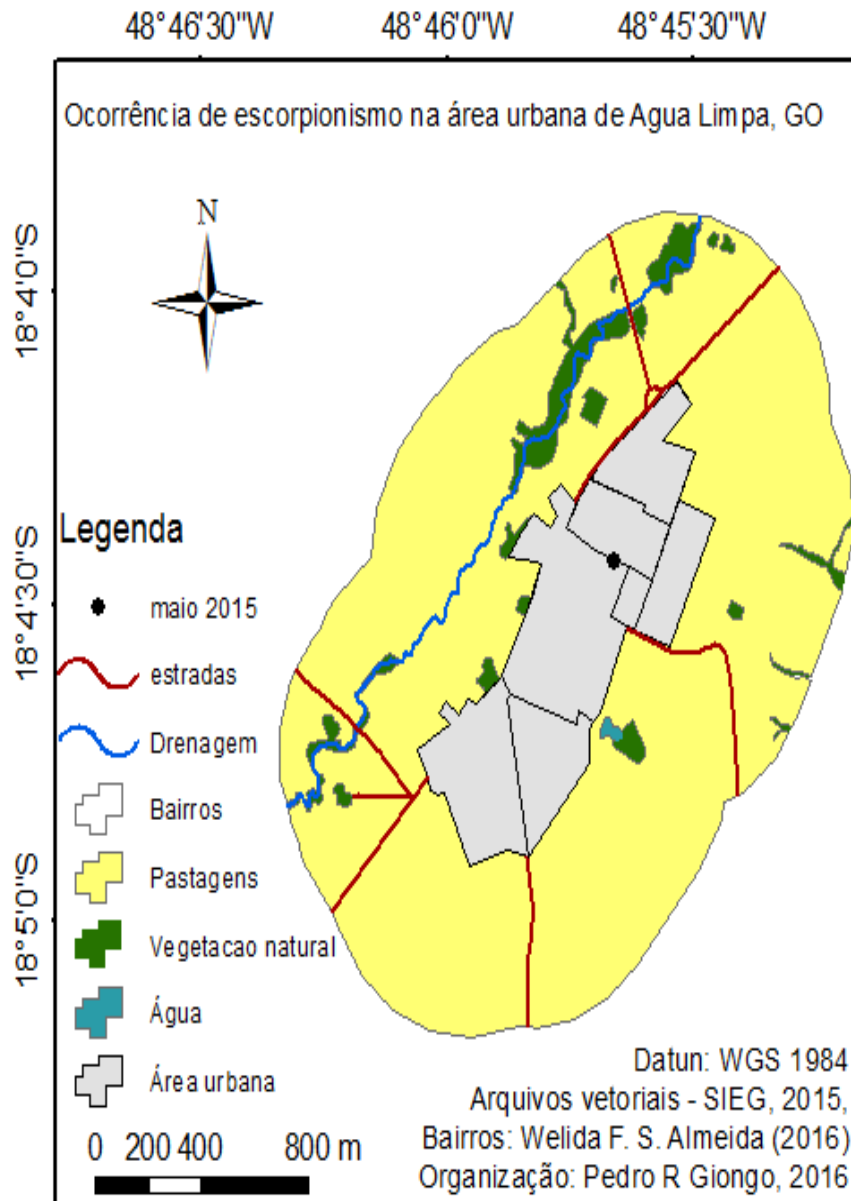 48°46'30"W 48°46'0"W 48°45'30"W
Ocorrência de escorpionismo na área urbana de Agua Limpa, GO
N
18°4'0"S
18°4'30"S
18°5'0"S
Legenda
maio 2015
estradas
Drenagem
Bairros
Pastagens
Vegetacao natural
Água
Área urbana
0 200 400 800 m
Datun: WGS 1984
Arquivos vetoriais - SIEG, 2015,
Bairros: Welida F. S. Almeida (2016)
Organização: Pedro R Giongo, 2016